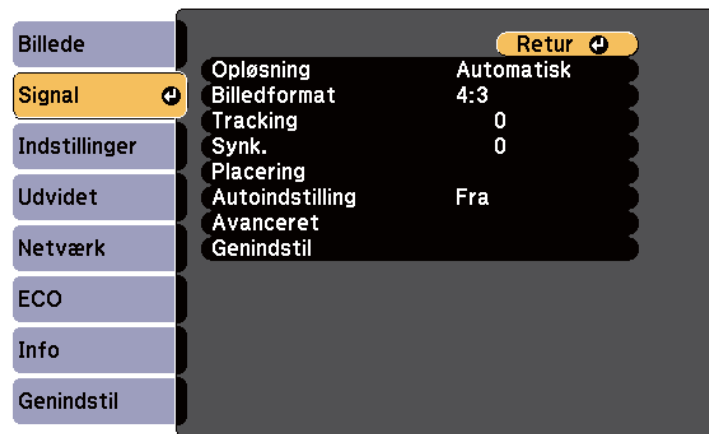 Billede
Signal
Indstillinger
Udvidet
Netværk
ECO
Info
Genindstil
Retur
Opløsning Automatisk
Billedformat 4:3
Tracking 0
Synk. 0
Placering
Autoindstilling Fra
Avanceret
Genindstil